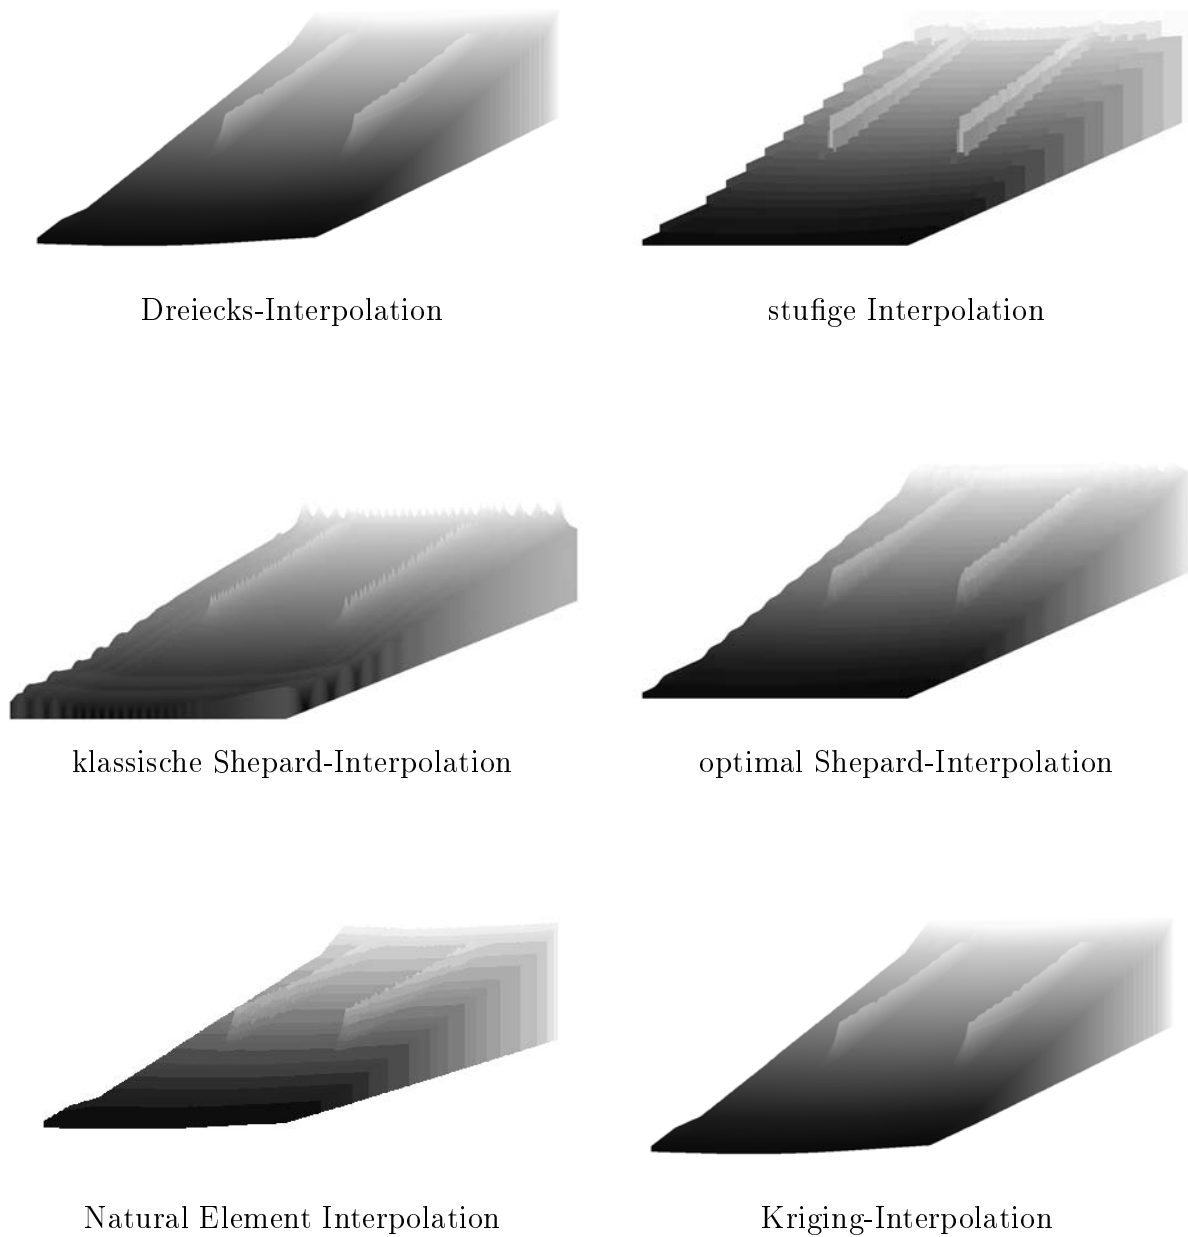 Dreiecks-Interpolation
stufige Interpolation
klassische Shepard-Interpolation
optimal Shepard-Interpolation
Natural Element Interpolation
Kriging-Interpolation